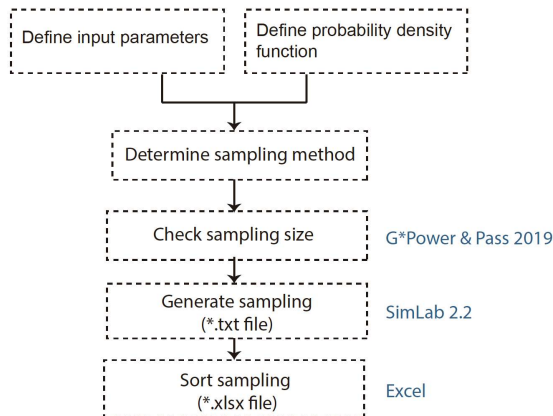 Define input parameters
Define probability density
function
Determine sampling method
Check sampling size
G*Power & Pass 2019
Generate sampling
(*.txt file)
SimLab 2.2
Sort sampling
(*.xlsx file)
Excel